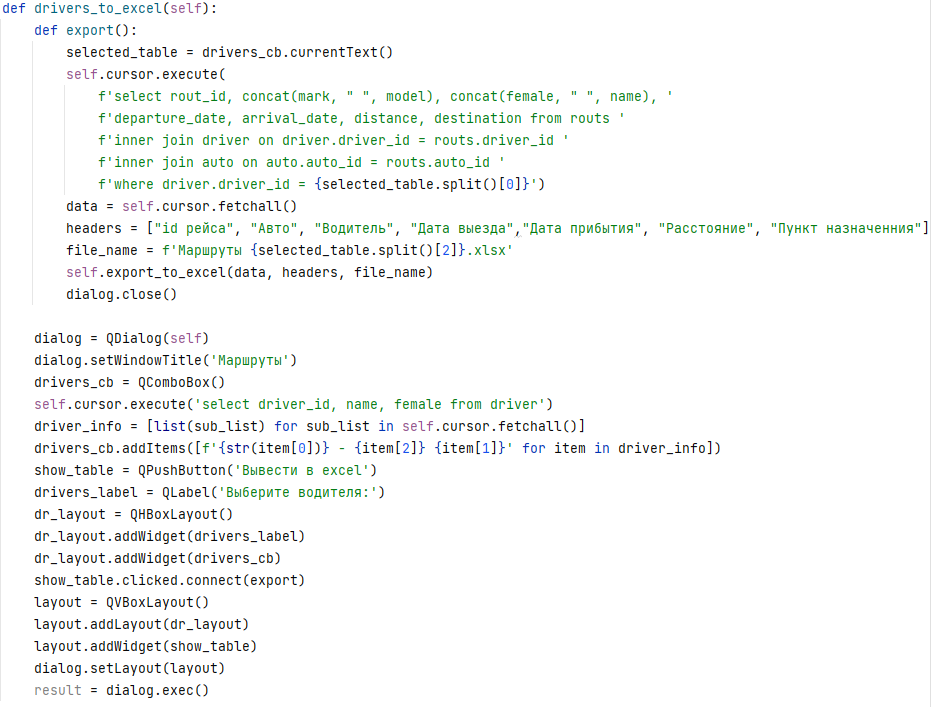 def drivers_to_excel(self):
    def export():
        selected_table = drivers_cb.currentText()
        self.cursor.execute(
            f'select rout_id, concat(mark, " ", model), concat(female, " ", name), '
            f'departure_date, arrival_date, distance, destination from routs '
            f'inner join driver on driver.driver_id = routs.driver_id '
            f'inner join auto on auto.auto_id = routs.auto_id '
            f'where driver.driver_id = {selected_table.split()[0]}')
        data = self.cursor.fetchall()
        headers = ["id рейса", "Авто", "Водитель", "Дата выезда","Дата прибытия", "Расстояние", "Пункт назначенния"]
        file_name = f'Маршруты {selected_table.split()[2]}.xlsx'
        self.export_to_excel(data, headers, file_name)
        dialog.close()

    dialog = QDialog(self)
    dialog.setWindowTitle('Маршруты')
    drivers_cb = QComboBox()
    self.cursor.execute('select driver_id, name, female from driver')
    driver_info = [list(sub_list) for sub_list in self.cursor.fetchall()]
    drivers_cb.addItems([f'{str(item[0])} - {item[2]} {item[1]}' for item in driver_info])
    show_table = QPushButton('Вывести в excel')
    drivers_label = QLabel('Выберите водителя:')
    dr_layout = QHBoxLayout()
    dr_layout.addWidget(drivers_label)
    dr_layout.addWidget(drivers_cb)
    show_table.clicked.connect(export)
    layout = QVBoxLayout()
    layout.addLayout(dr_layout)
    layout.addWidget(show_table)
    dialog.setLayout(layout)
    result = dialog.exec()